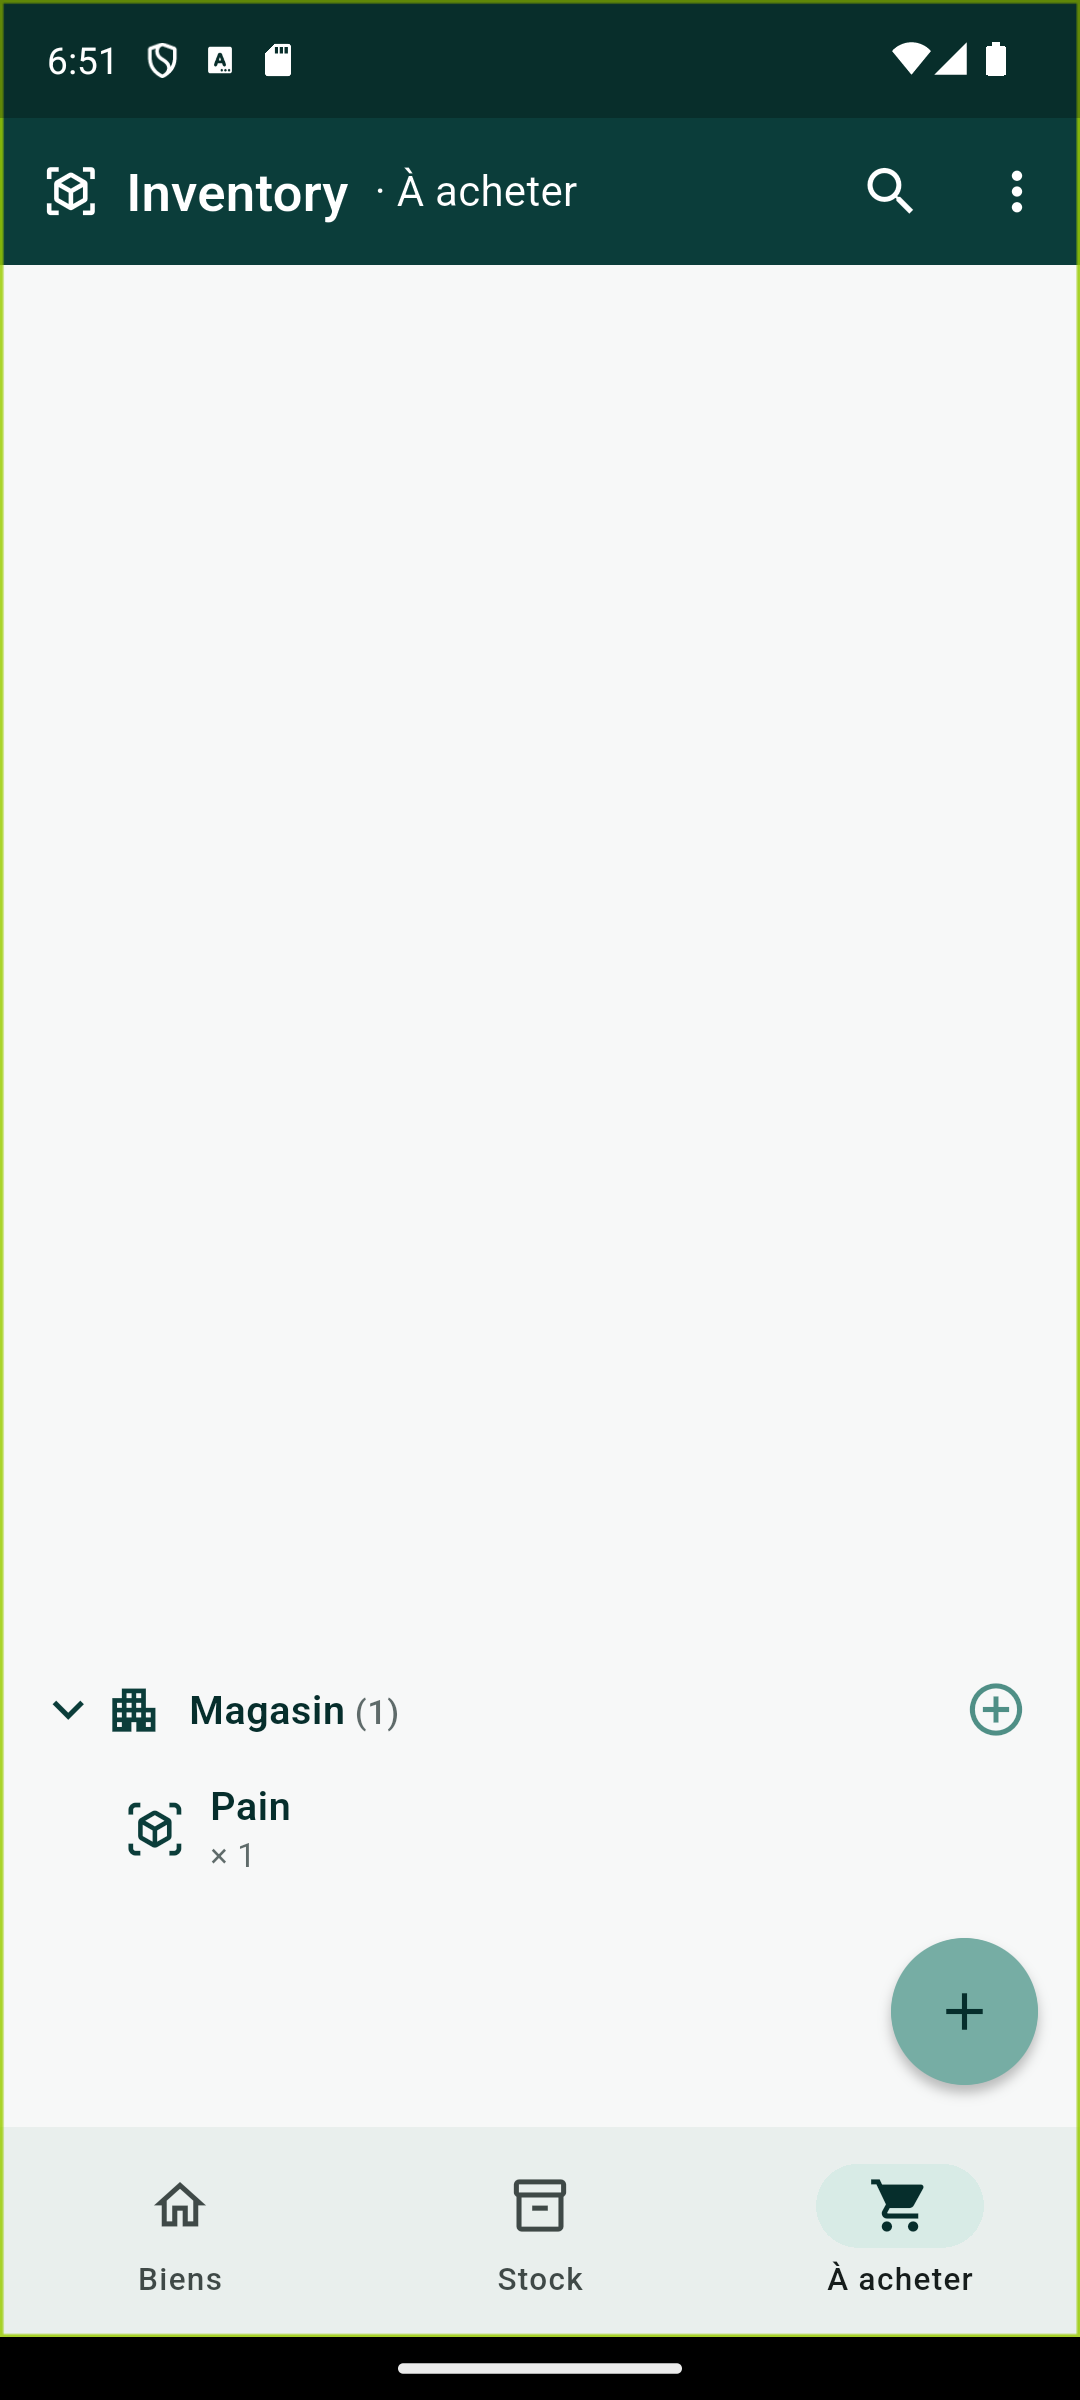 6:51
Inventory · À acheter
Magasin (1)
Pain
× 1
Biens
Stock
À acheter